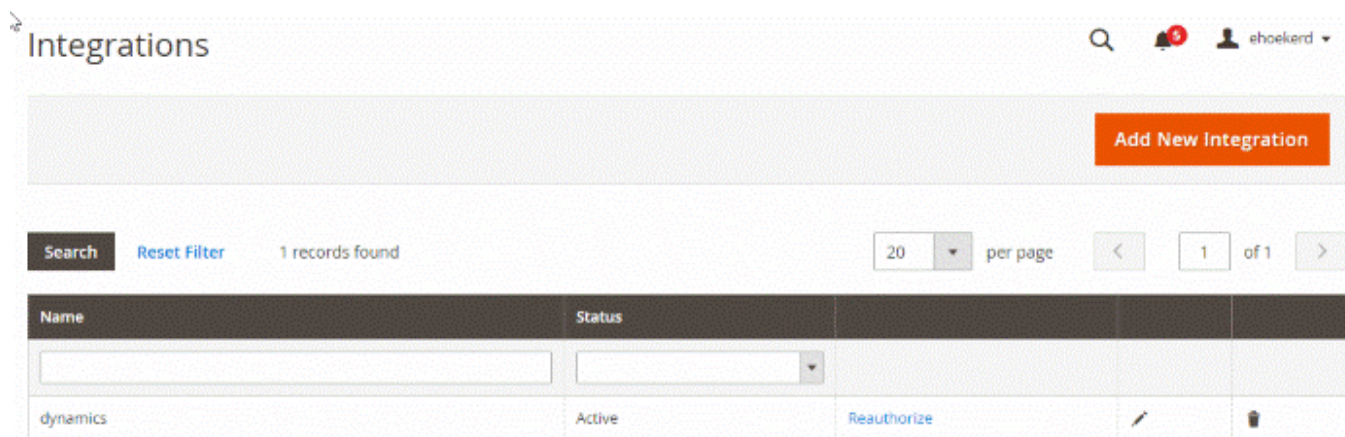 Integrations
5
ehoekerd
Add New Integration
Search Reset Filter 1 records found 20 per page 1 of 1
Name Status
dynamics Active Reauthorize